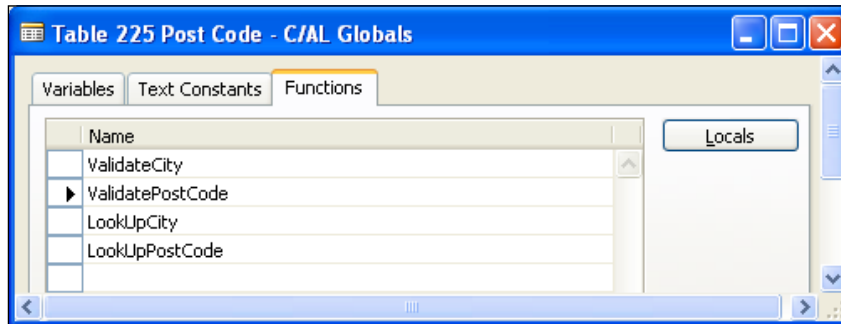 Table 225 Post Code - C/AL Globals
Variables Text Constants Functions
Name Locals
ValidateCity
ValidatePostCode
LookUpCity
LookUpPostCode